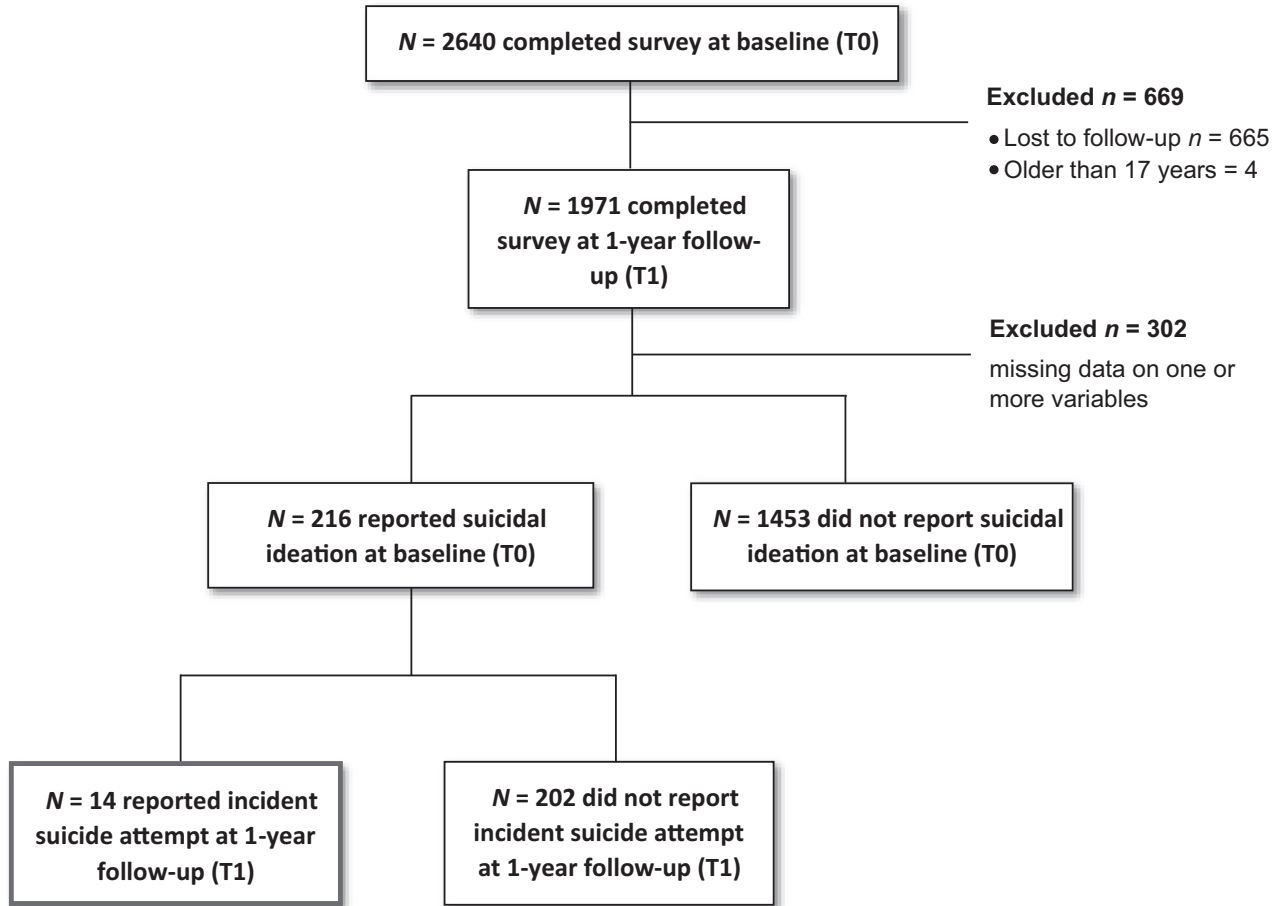 N = 2640 completed survey at baseline (T0)
Excluded n = 669
• Lost to follow-up n = 665
• Older than 17 years = 4
N = 1971 completed
survey at 1-year follow-
up (T1)
Excluded n = 302
missing data on one or
more variables
N = 216 reported suicidal
ideation at baseline (T0)
N = 1453 did not report suicidal
ideation at baseline (T0)
N = 14 reported incident
suicide attempt at 1-year
follow-up (T1)
N = 202 did not report
incident suicide attempt
at 1-year follow-up (T1)